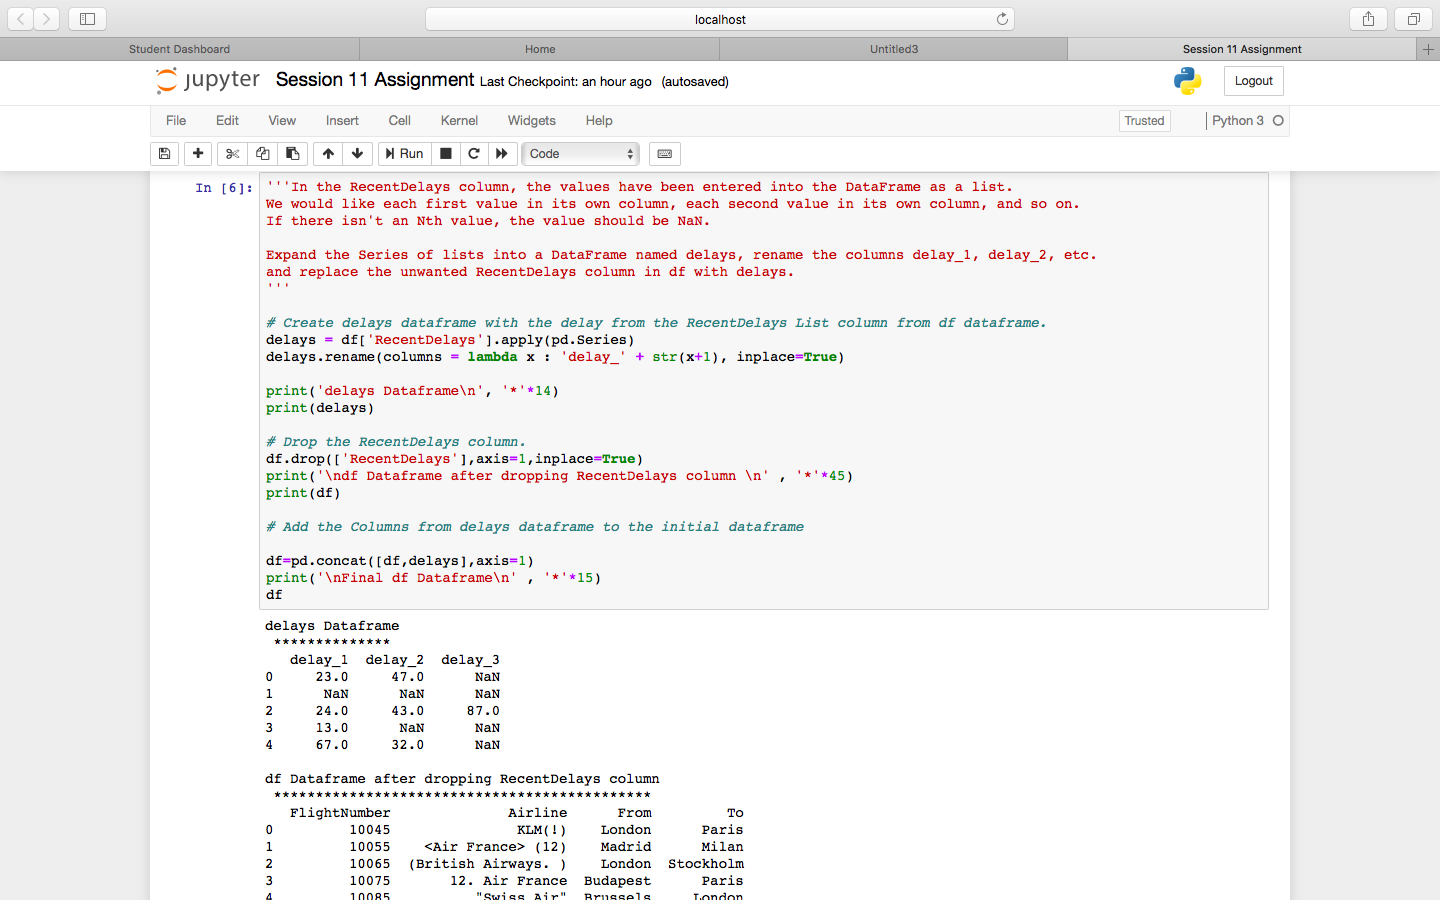 localhost
Student Dashboard
Home
Untitled3
Session 11 Assignment
+
jupyter Session 11 Assignment Last Checkpoint: an hour ago (autosaved)
Logout
File Edit View Insert Cell Kernel Widgets Help
Trusted
Python 3
Run
Code
In [6]:
'''In the RecentDelays column, the values have been entered into the DataFrame as a list.
We would like each first value in its own column, each second value in its own column, and so on.
If there isn't an Nth value, the value should be NaN.
Expand the Series of lists into a DataFrame named delays, rename the columns delay_1, delay_2, etc.
and replace the unwanted RecentDelays column in df with delays.
'''
# Create delays dataframe with the delay from the RecentDelays List column from df dataframe.
delays = df['RecentDelays'].apply(pd.Series)
delays.rename(columns = lambda x : 'delay_' + str(x+1), inplace=True)
print('delays Dataframe\n', '*'*14)
print(delays)
# Drop the RecentDelays column.
df.drop(['RecentDelays'],axis=1,inplace=True)
print('\ndf Dataframe after dropping RecentDelays column \n' , '*'*45)
print(df)
# Add the Columns from delays dataframe to the initial dataframe
df=pd.concat([df,delays],axis=1)
print('\nFinal df Dataframe\n' , '*'*15)
df
delays Dataframe
**************
delay_1 delay_2 delay_3
0 23.0 47.0 NaN
1 NaN NaN NaN
2 24.0 43.0 87.0
3 13.0 NaN NaN
4 67.0 32.0 NaN
df Dataframe after dropping RecentDelays column
*********************************************
FlightNumber Airline From To
0 10045 KLM(!) London Paris
1 10055 <Air France> (12) Madrid Milan
2 10065 (British Airways. ) London Stockholm
3 10075 12. Air France Budapest Paris
4 10085 "Swiss Air" Brussels London